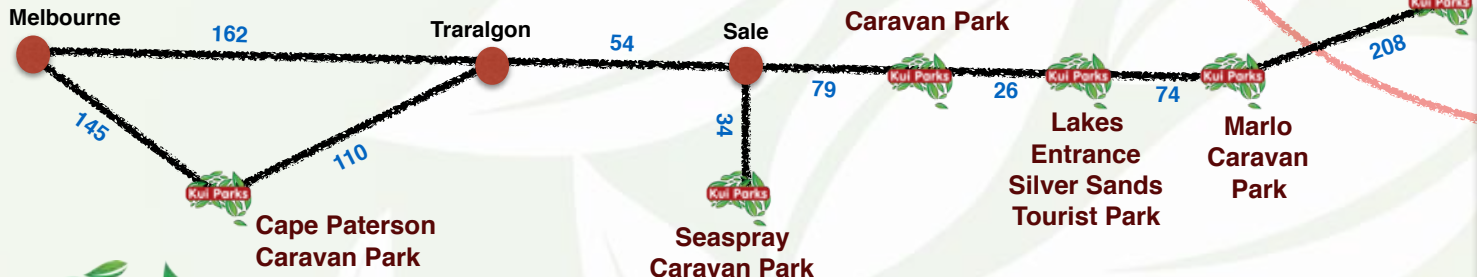 Melbourne
162
Traralgon
54
Sale
Caravan Park
Kui Parks
208
79
Kui Parks
26
Kui Parks
74
Kui Parks
145
110
34
Lakes
Entrance
Silver Sands
Tourist Park
Marlo
Caravan
Park
Kui Parks
Cape Paterson
Caravan Park
Kui Parks
Seaspray
Caravan Park